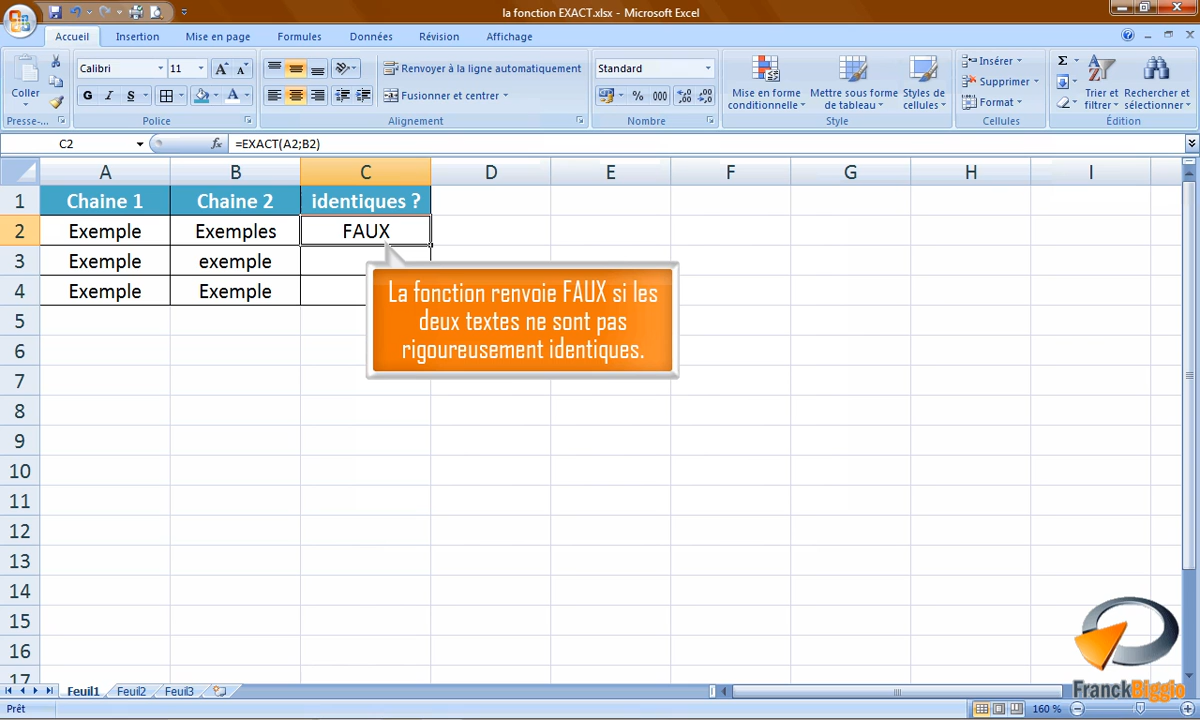 la fonction EXACT.xlsx - Microsoft Excel
Accueil Insertion Mise en page Formules Données Révision Affichage
Coller
Calibri 11
G I S
Renvoyer à la ligne automatiquement
Fusionner et centrer
Standard
% 000
Mise en forme conditionnelle
Mettre sous forme de tableau
Styles de cellules
Insérer
Supprimer
Format
Σ
Trier et filtrer
Rechercher et sélectionner
Presse-... Police Alignement Nombre Style Cellules Édition
C2 fx =EXACT(A2;B2)
A B C D E F G H I
1 Chaine 1 Chaine 2 identiques ?
2 Exemple Exemples FAUX
3 Exemple exemple
4 Exemple Exemple
La fonction renvoie FAUX si les
deux textes ne sont pas
rigoureusement identiques.
5
6
7
8
9
10
11
12
13
14
15
16
17
FranckBiggio
Feuil1 Feuil2 Feuil3
Prêt 160 %